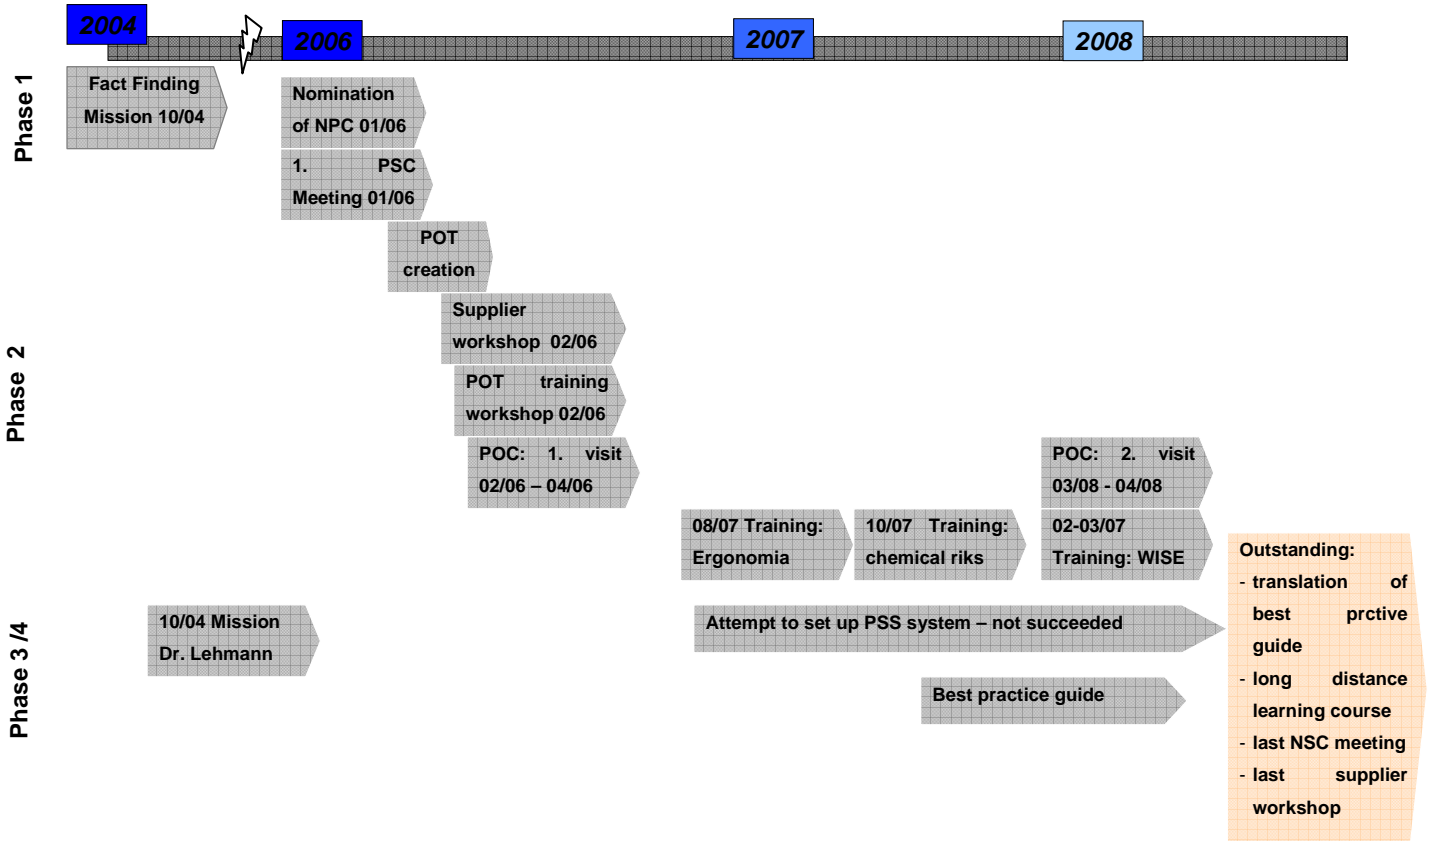 2004
2006
2007
2008
Phase 1
Fact Finding
Mission 10/04
Nomination
of NPC 01/06
1. PSC
Meeting 01/06
POT
creation
Phase 2
Supplier
workshop 02/06
POT training
workshop 02/06
POC: 1. visit
02/06 – 04/06
POC: 2. visit
03/08 - 04/08
08/07 Training:
Ergonomia
10/07 Training:
chemical riks
02-03/07
Training: WISE
Phase 3 /4
10/04 Mission
Dr. Lehmann
Attempt to set up PSS system – not succeeded
Best practice guide
Outstanding:
- translation of
best prctive
guide
- long distance
learning course
- last NSC meeting
- last supplier
workshop